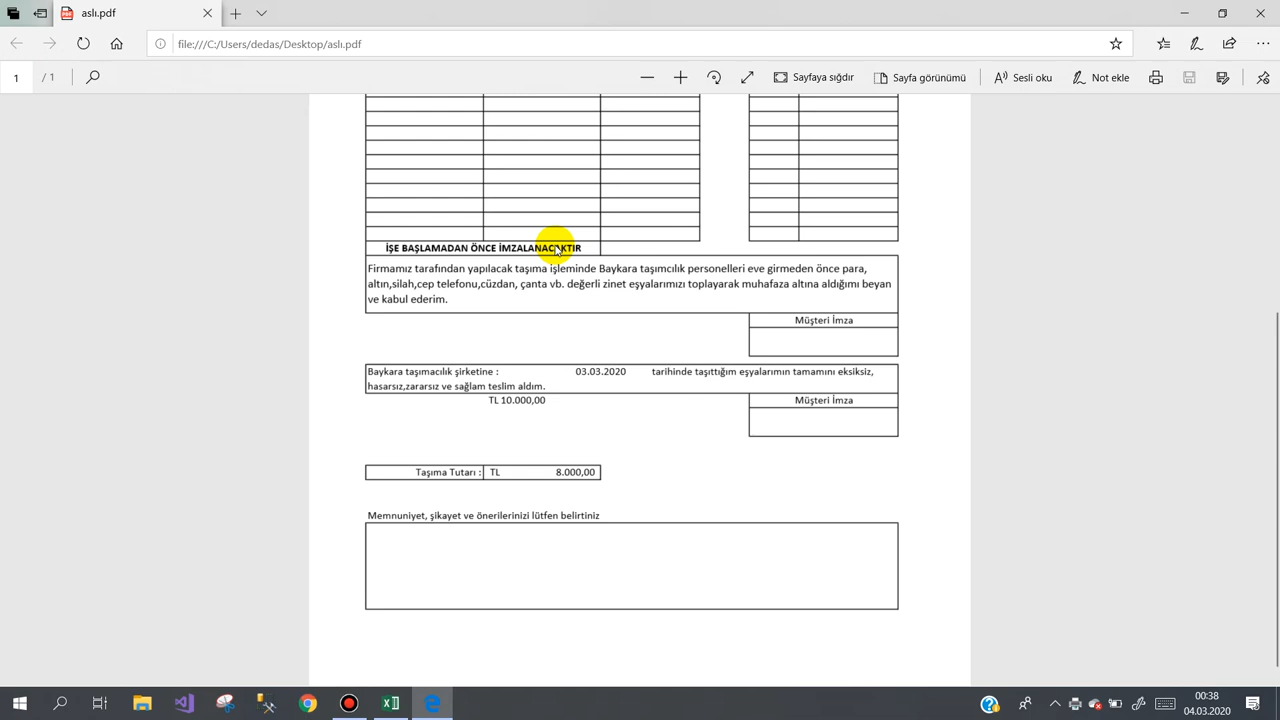 aslı.pdf
file:///C:/Users/dedas/Desktop/aslı.pdf
1 / 1
Sayfaya sığdır
Sayfa görünümü
Sesli oku
Not ekle
İŞE BAŞLAMADAN ÖNCE İMZALANACAKTIR
Firmamız tarafından yapılacak taşıma işleminde Baykara taşımcılık personelleri eve girmeden önce para,
altın,silah,cep telefonu,cüzdan, çanta vb. değerli zinet eşyalarımızı toplayarak muhafaza altına aldığımı beyan
ve kabul ederim.
Müşteri İmza
Baykara taşımacılık şirketine : 03.03.2020 tarihinde taşıttığım eşyalarımın tamamını eksiksiz,
hasarsız,zararsız ve sağlam teslim aldım.
TL 10.000,00
Müşteri İmza
Taşıma Tutarı : TL 8.000,00
Memnuniyet, şikayet ve önerilerinizi lütfen belirtiniz
00:38
04.03.2020